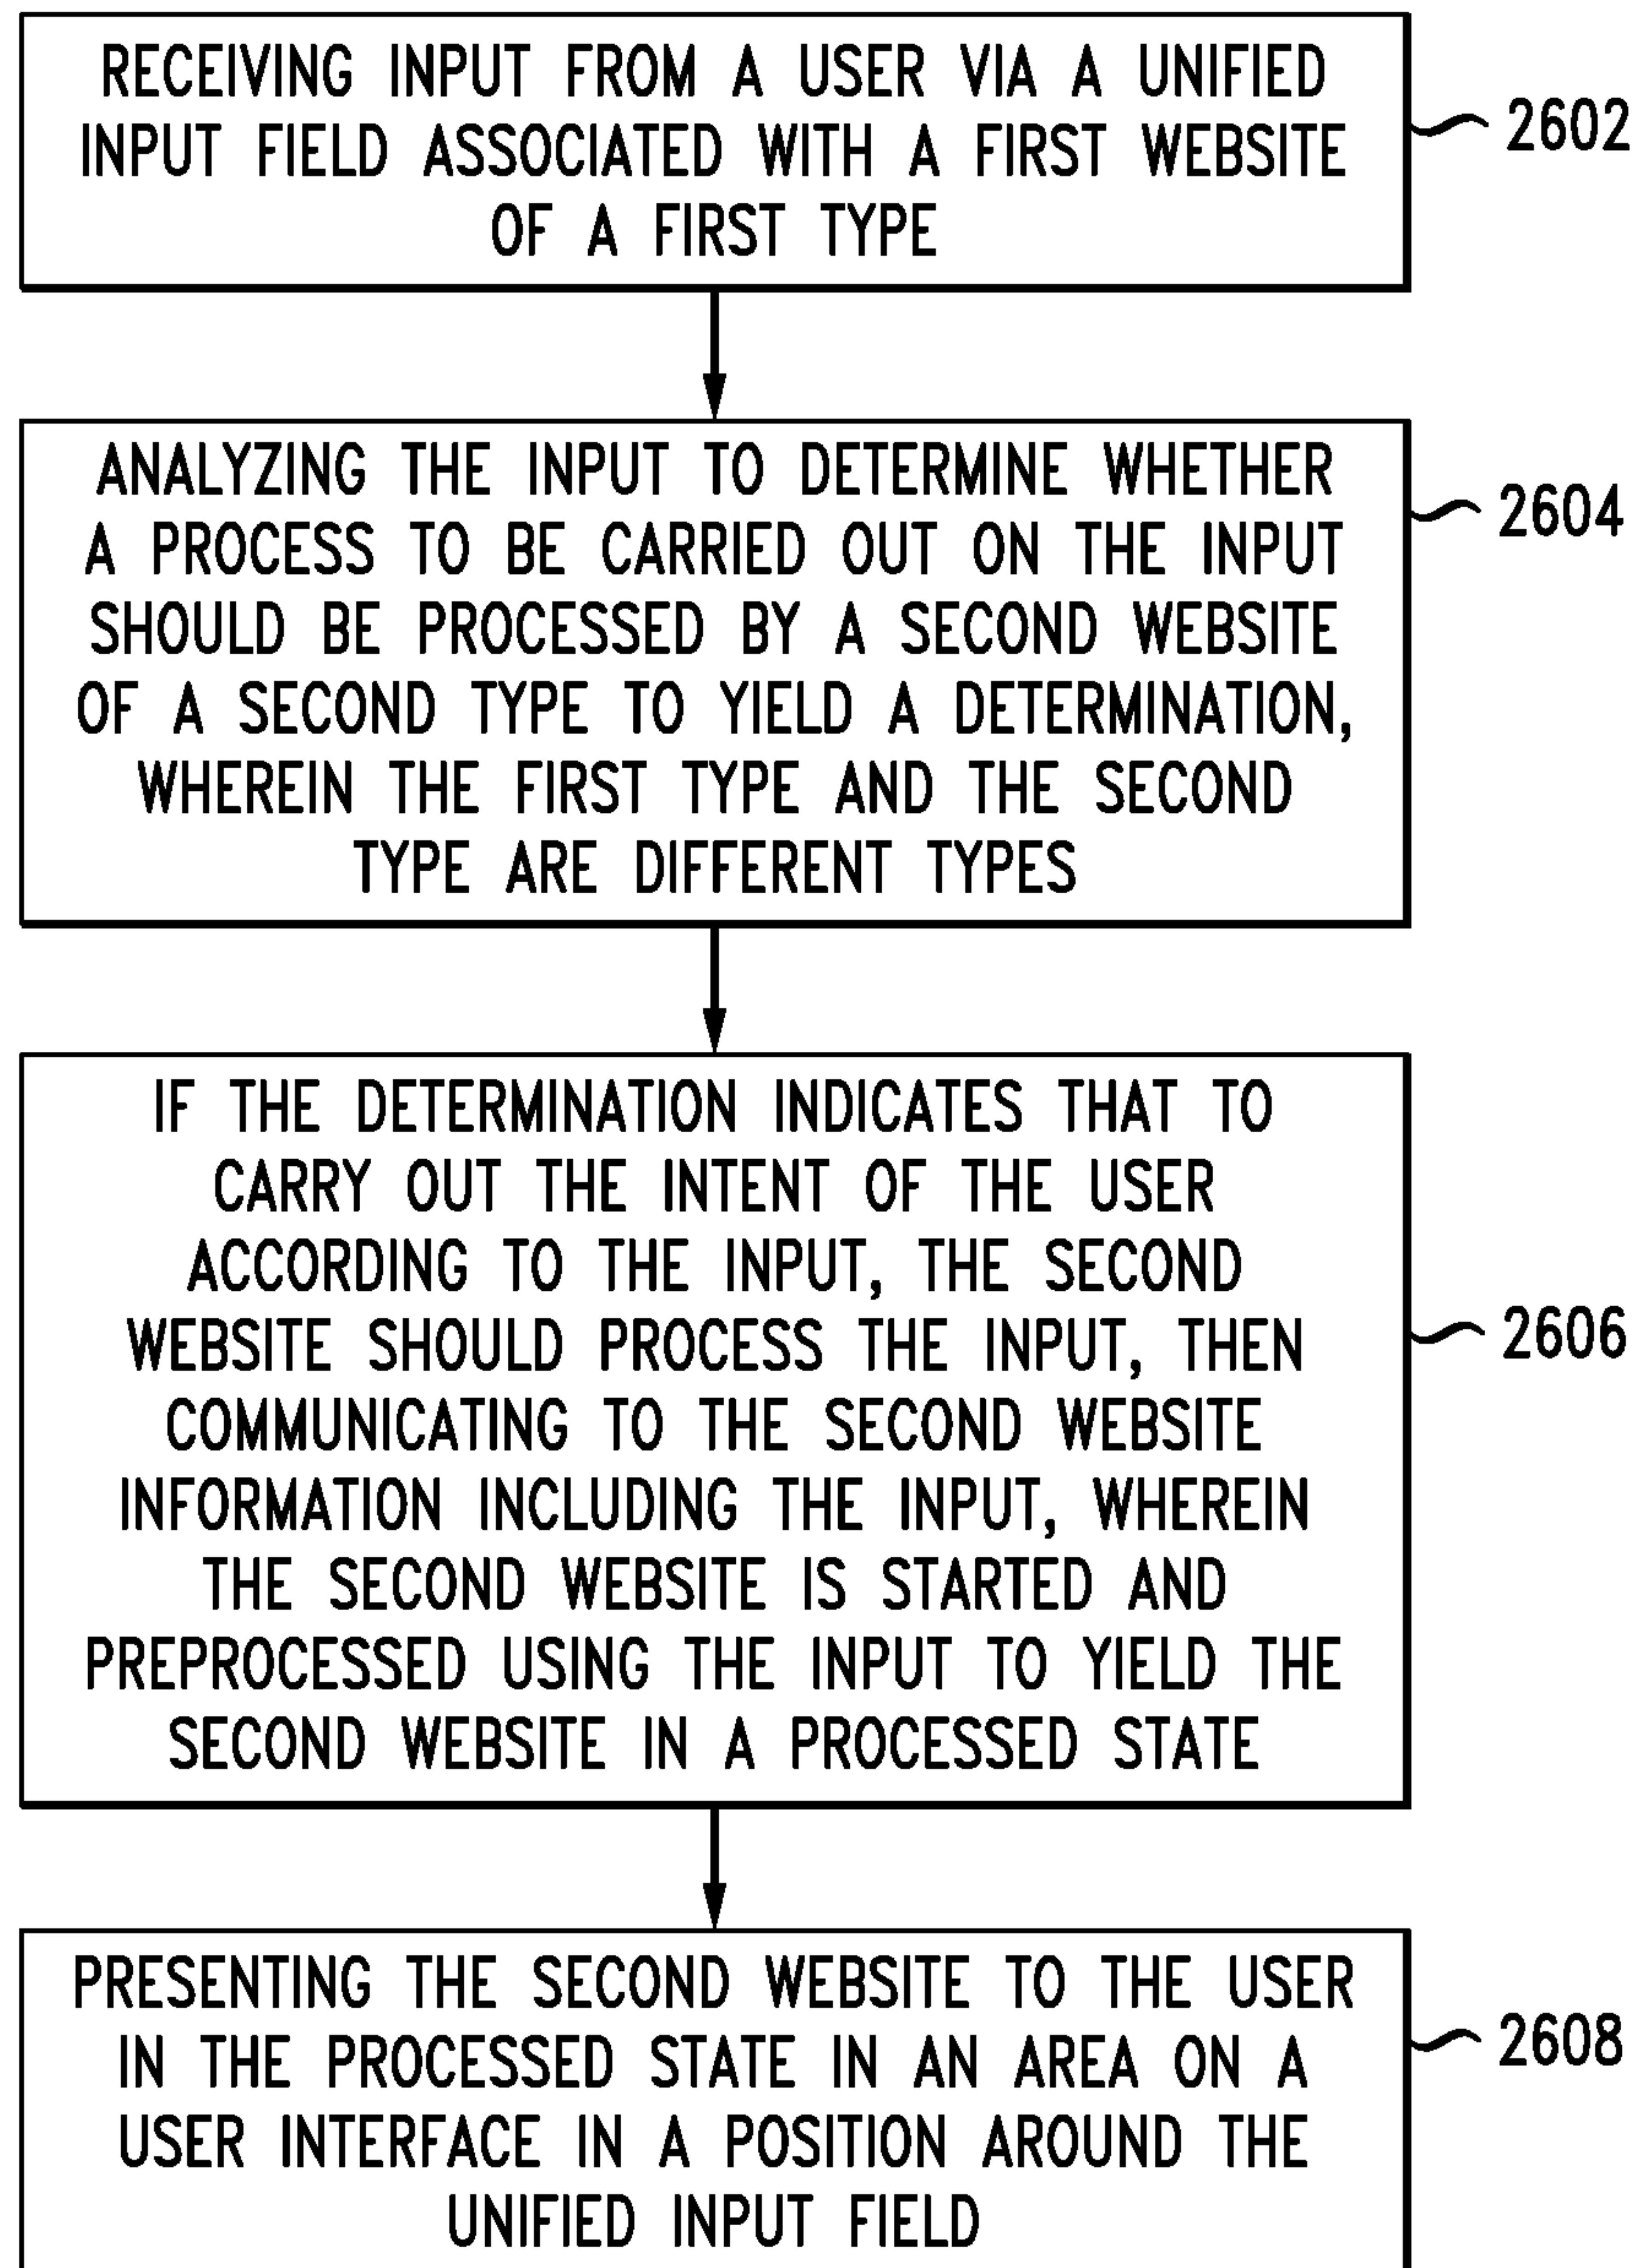 RECEIVING INPUT FROM A USER VIA A UNIFIED
INPUT FIELD ASSOCIATED WITH A FIRST WEBSITE
OF A FIRST TYPE
2602
ANALYZING THE INPUT TO DETERMINE WHETHER
A PROCESS TO BE CARRIED OUT ON THE INPUT
SHOULD BE PROCESSED BY A SECOND WEBSITE
OF A SECOND TYPE TO YIELD A DETERMINATION,
WHEREIN THE FIRST TYPE AND THE SECOND
TYPE ARE DIFFERENT TYPES
2604
IF THE DETERMINATION INDICATES THAT TO
CARRY OUT THE INTENT OF THE USER
ACCORDING TO THE INPUT, THE SECOND
WEBSITE SHOULD PROCESS THE INPUT, THEN
COMMUNICATING TO THE SECOND WEBSITE
INFORMATION INCLUDING THE INPUT, WHEREIN
THE SECOND WEBSITE IS STARTED AND
PREPROCESSED USING THE INPUT TO YIELD THE
SECOND WEBSITE IN A PROCESSED STATE
2606
PRESENTING THE SECOND WEBSITE TO THE USER
IN THE PROCESSED STATE IN AN AREA ON A
USER INTERFACE IN A POSITION AROUND THE
UNIFIED INPUT FIELD
2608